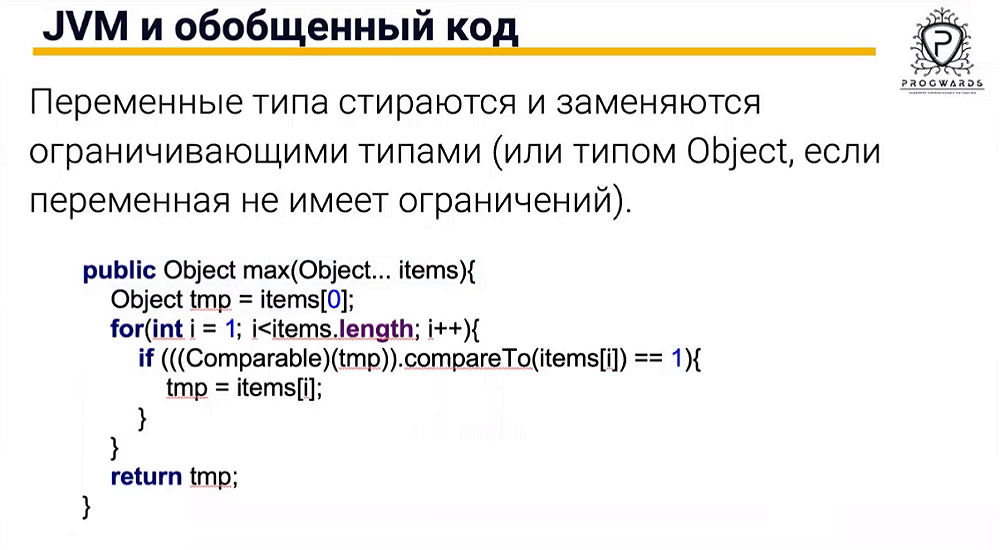 JVM и обобщенный код
PROGWARDS
Переменные типа стираются и заменяются
ограничивающими типами (или типом Object, если
переменная не имеет ограничений).
public Object max(Object... items){
Object tmp = items[0];
for(int i = 1; i<items.length; i++){
if (((Comparable)(tmp)).compareTo(items[i]) == 1){
tmp = items[i];
}
}
return tmp;
}